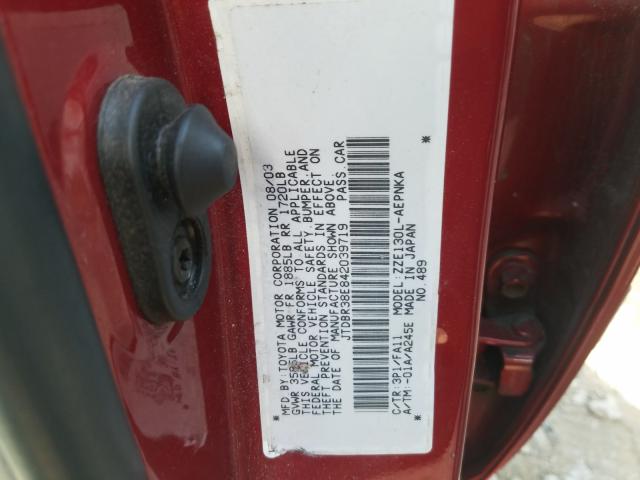 MFD BY: TOYOTA MOTOR CORPORATION 08/03
GVWR 3585LB GAWR FR 1885LB RR 1720LB
THIS VEHICLE CONFORMS TO ALL APPLICABLE
FEDERAL MOTOR VEHICLE SAFETY, BUMPER, AND
THEFT PREVENTION STANDARDS IN EFFECT ON
THE DATE OF MANUFACTURE SHOWN ABOVE.
JTDBR38E842039719 PASS. CAR
* *
C/TR: 3P1/FA11 MODEL: ZZE130L-AEPNKA
A/TM: -01A/A245E MADE IN JAPAN
NO. 489